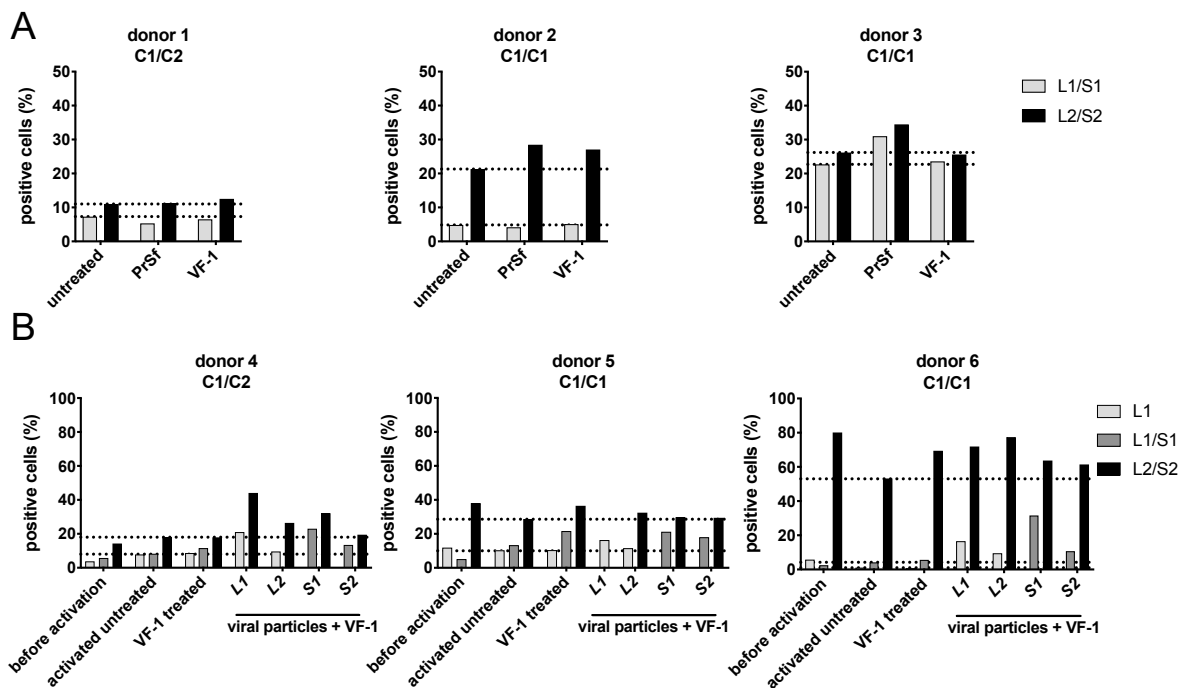 A
donor 1
C1/C2
positive cells (%)
50
40
30
20
10
0
untreated
PrSf
VF-1
donor 2
C1/C1
positive cells (%)
50
40
30
20
10
0
untreated
PrSf
VF-1
donor 3
C1/C1
positive cells (%)
50
40
30
20
10
0
untreated
PrSf
VF-1
L1/S1
L2/S2
B
donor 4
C1/C2
positive cells (%)
100
80
60
40
20
0
before activation
activated untreated
VF-1 treated
L1
L2
S1
S2
viral particles + VF-1
donor 5
C1/C1
positive cells (%)
100
80
60
40
20
0
before activation
activated untreated
VF-1 treated
L1
L2
S1
S2
viral particles + VF-1
donor 6
C1/C1
positive cells (%)
100
80
60
40
20
0
before activation
activated untreated
VF-1 treated
L1
L2
S1
S2
viral particles + VF-1
L1
L1/S1
L2/S2